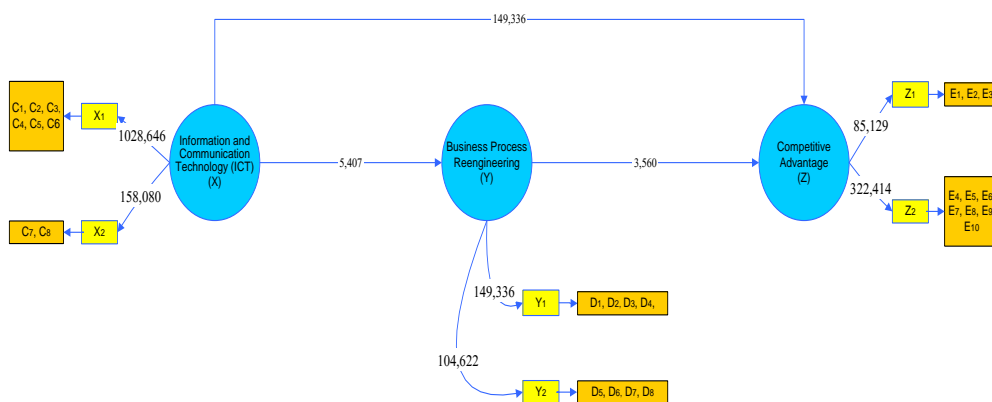 149,336
C1, C2, C3,
C4, C5, C6
X1
1028,646
Information and
Communication
Technology (ICT)
(X)
5,407
Business Process
Reengineering
(Y)
3,560
Competitive
Advantage
(Z)
85,129
Z1
E1, E2, E3
322,414
Z2
E4, E5, E6
E7, E8, E9
E10
158,080
X2
C7, C8
149,336
Y1
D1, D2, D3, D4,
104,622
Y2
D5, D6, D7, D8